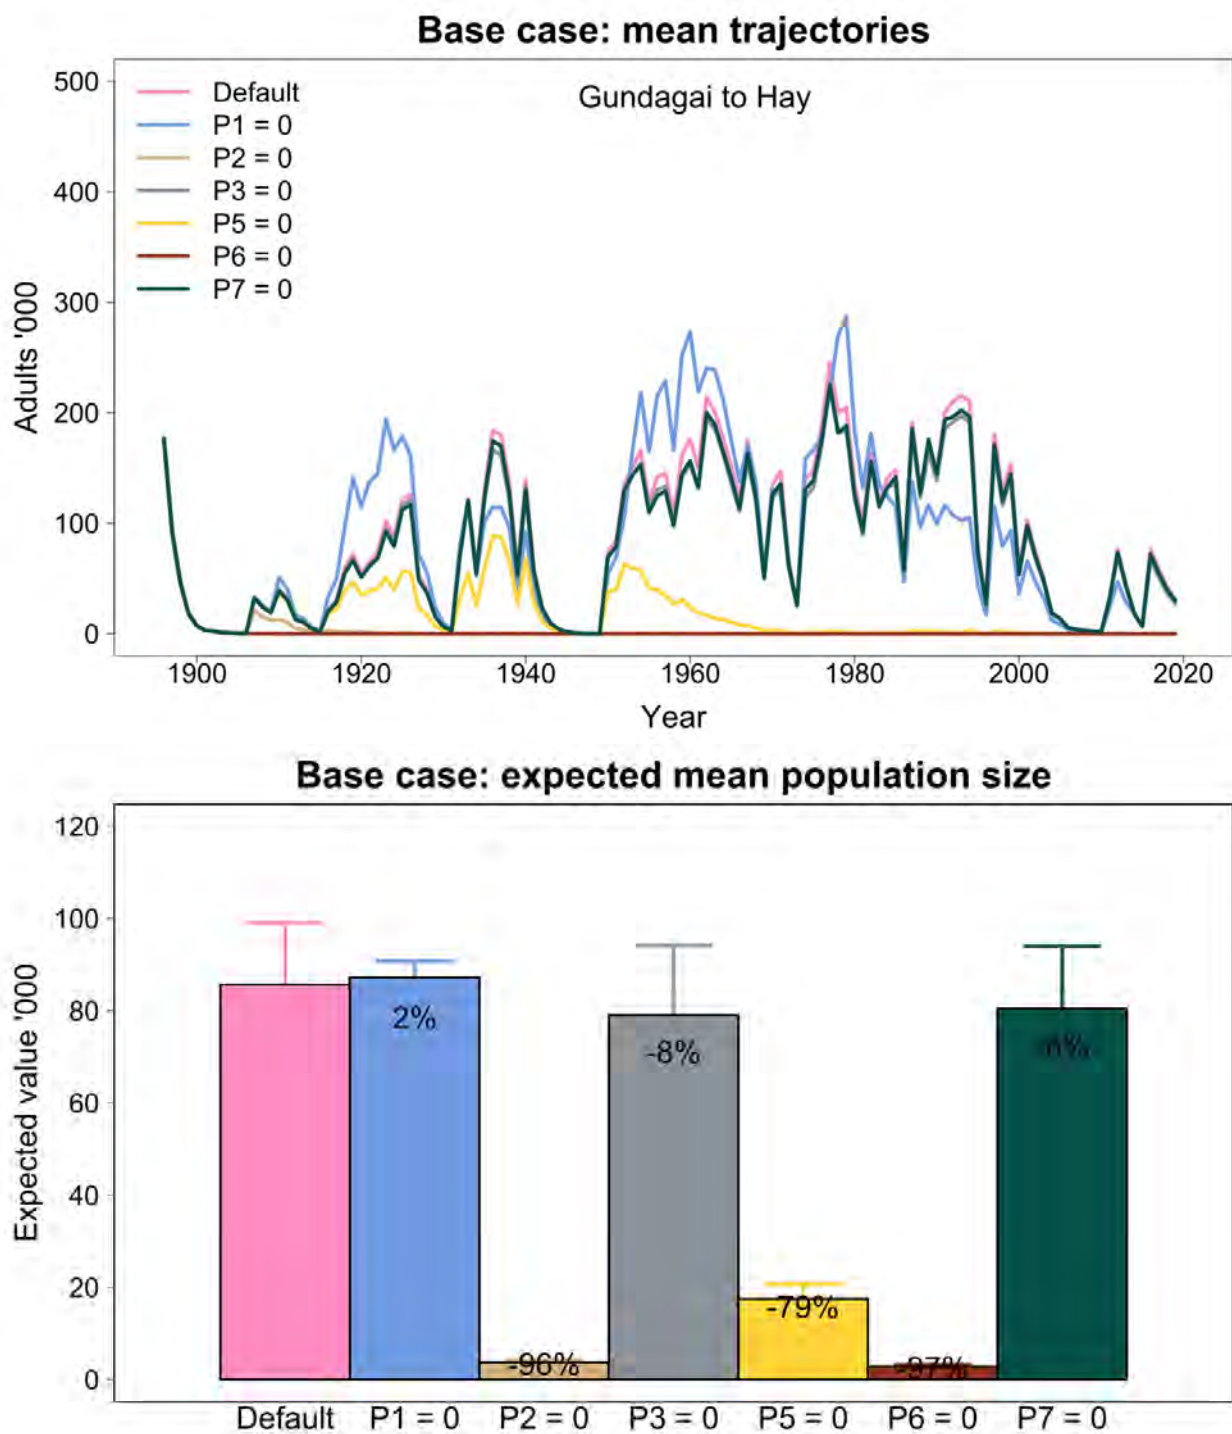 Base case: mean trajectories
Gundagai to Hay
Default
P1 = 0
P2 = 0
P3 = 0
P5 = 0
P6 = 0
P7 = 0
500
400
300
200
100
0
Adults '000
1900 1920 1940 1960 1980 2000 2020
Year
Base case: expected mean population size
120
100
80
60
40
20
0
Expected value '000
2%
-96%
-8%
-79%
-97%
-6%
Default P1 = 0 P2 = 0 P3 = 0 P5 = 0 P6 = 0 P7 = 0